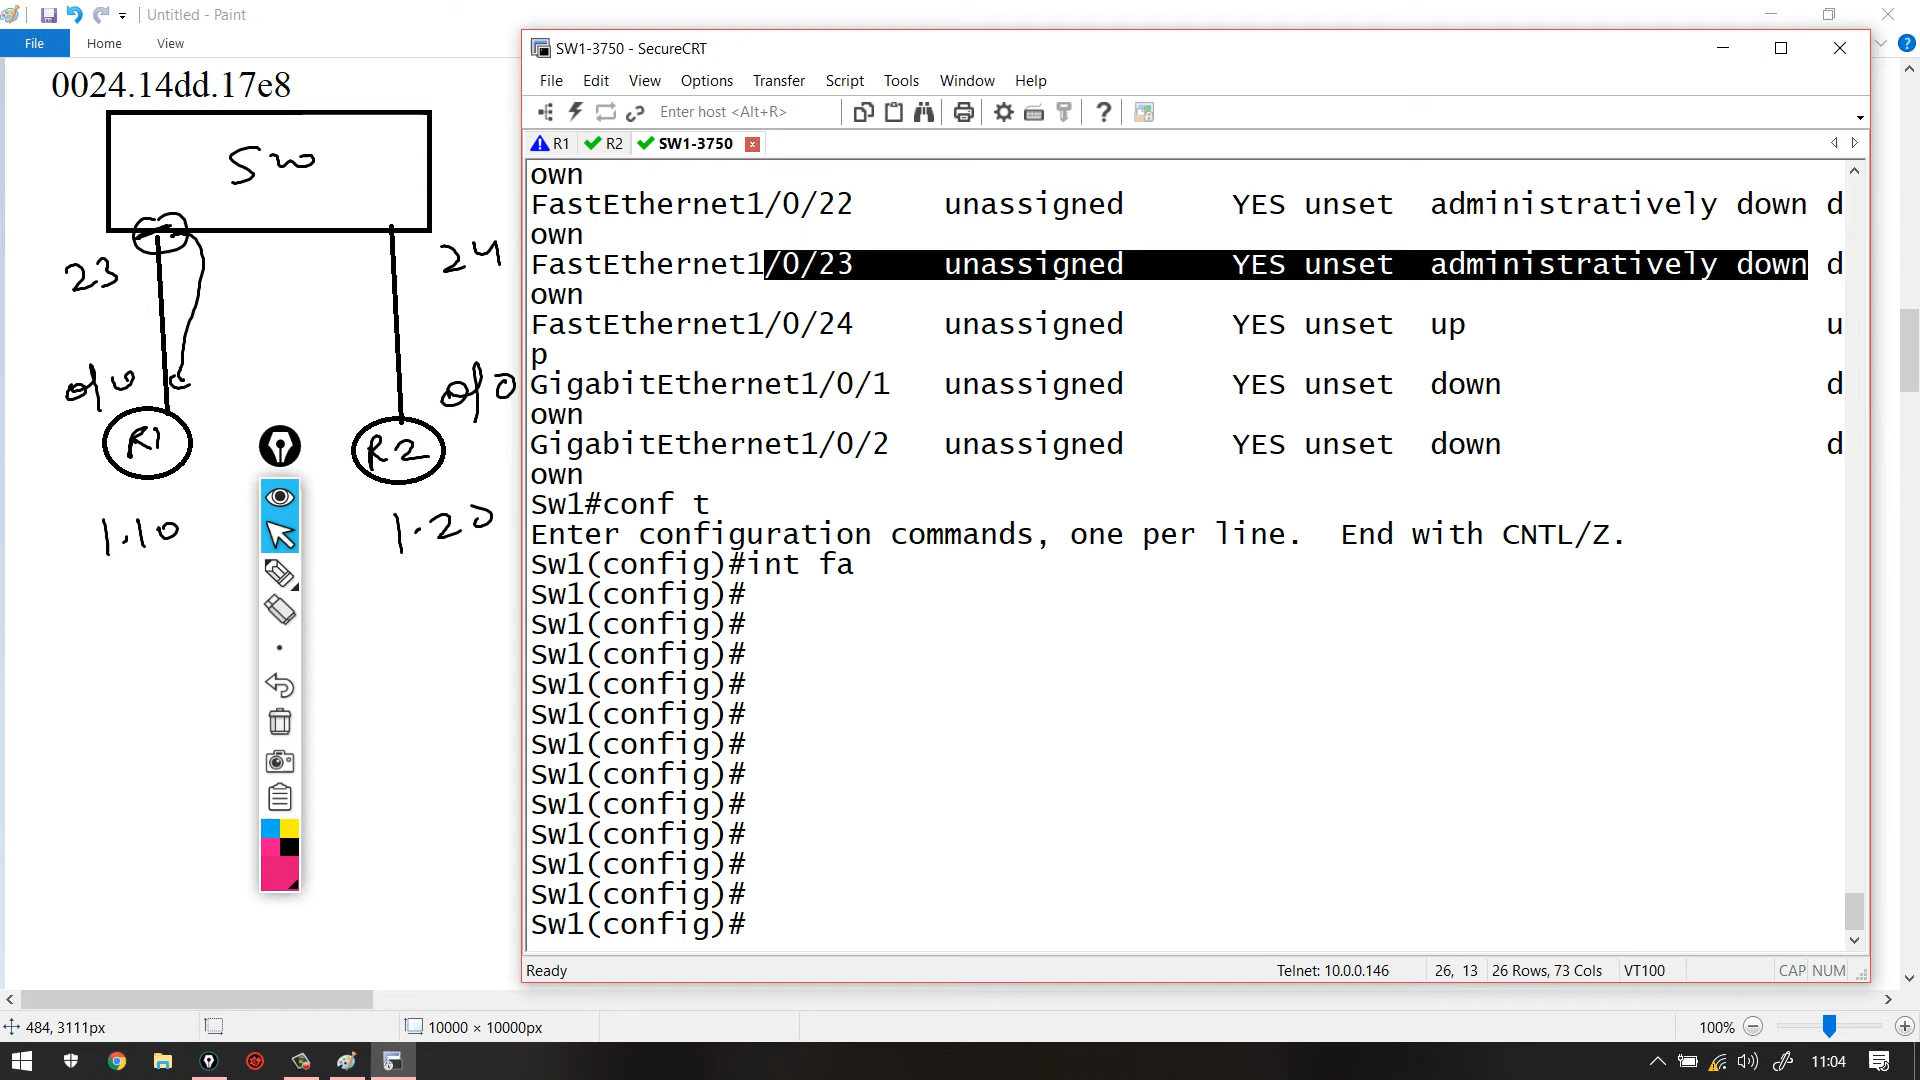 Untitled - Paint
File Home View
0024.14dd.17e8
SW
23
24
0/0
0/0
R1
R2
1.10
1.20
SW1-3750 - SecureCRT
File Edit View Options Transfer Script Tools Window Help
Enter host <Alt+R>
R1 R2 SW1-3750
own
FastEthernet1/0/22 unassigned YES unset administratively down d
own
FastEthernet1/0/23 unassigned YES unset administratively down d
own
FastEthernet1/0/24 unassigned YES unset up u
p
GigabitEthernet1/0/1 unassigned YES unset down d
own
GigabitEthernet1/0/2 unassigned YES unset down d
own
Sw1#conf t
Enter configuration commands, one per line. End with CNTL/Z.
Sw1(config)#int fa
Sw1(config)#
Sw1(config)#
Sw1(config)#
Sw1(config)#
Sw1(config)#
Sw1(config)#
Sw1(config)#
Sw1(config)#
Sw1(config)#
Sw1(config)#
Sw1(config)#
Sw1(config)#
Ready Telnet: 10.0.0.146 26, 13 26 Rows, 73 Cols VT100 CAP NUM
484, 3111px 10000 × 10000px 100%
11:04